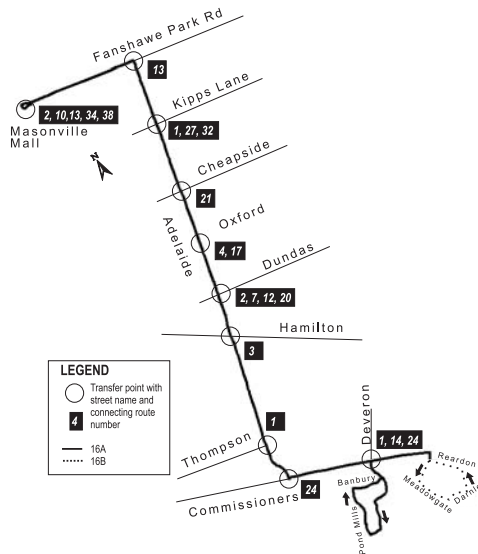 Fanshawe Park Rd
13
2, 10,13, 34, 38
Masonville
Mall
Kipps Lane
1, 27, 32
N
Cheapside
21
Adelaide
Oxford
4, 17
Dundas
2, 7, 12, 20
Hamilton
3
LEGEND
Transfer point with
street name and
connecting route
number
4
16A
16B
Thompson
1
Commissioners
24
Deveron
1, 14, 24
Banbury
Pond Mills
Reardon
Meadowgate